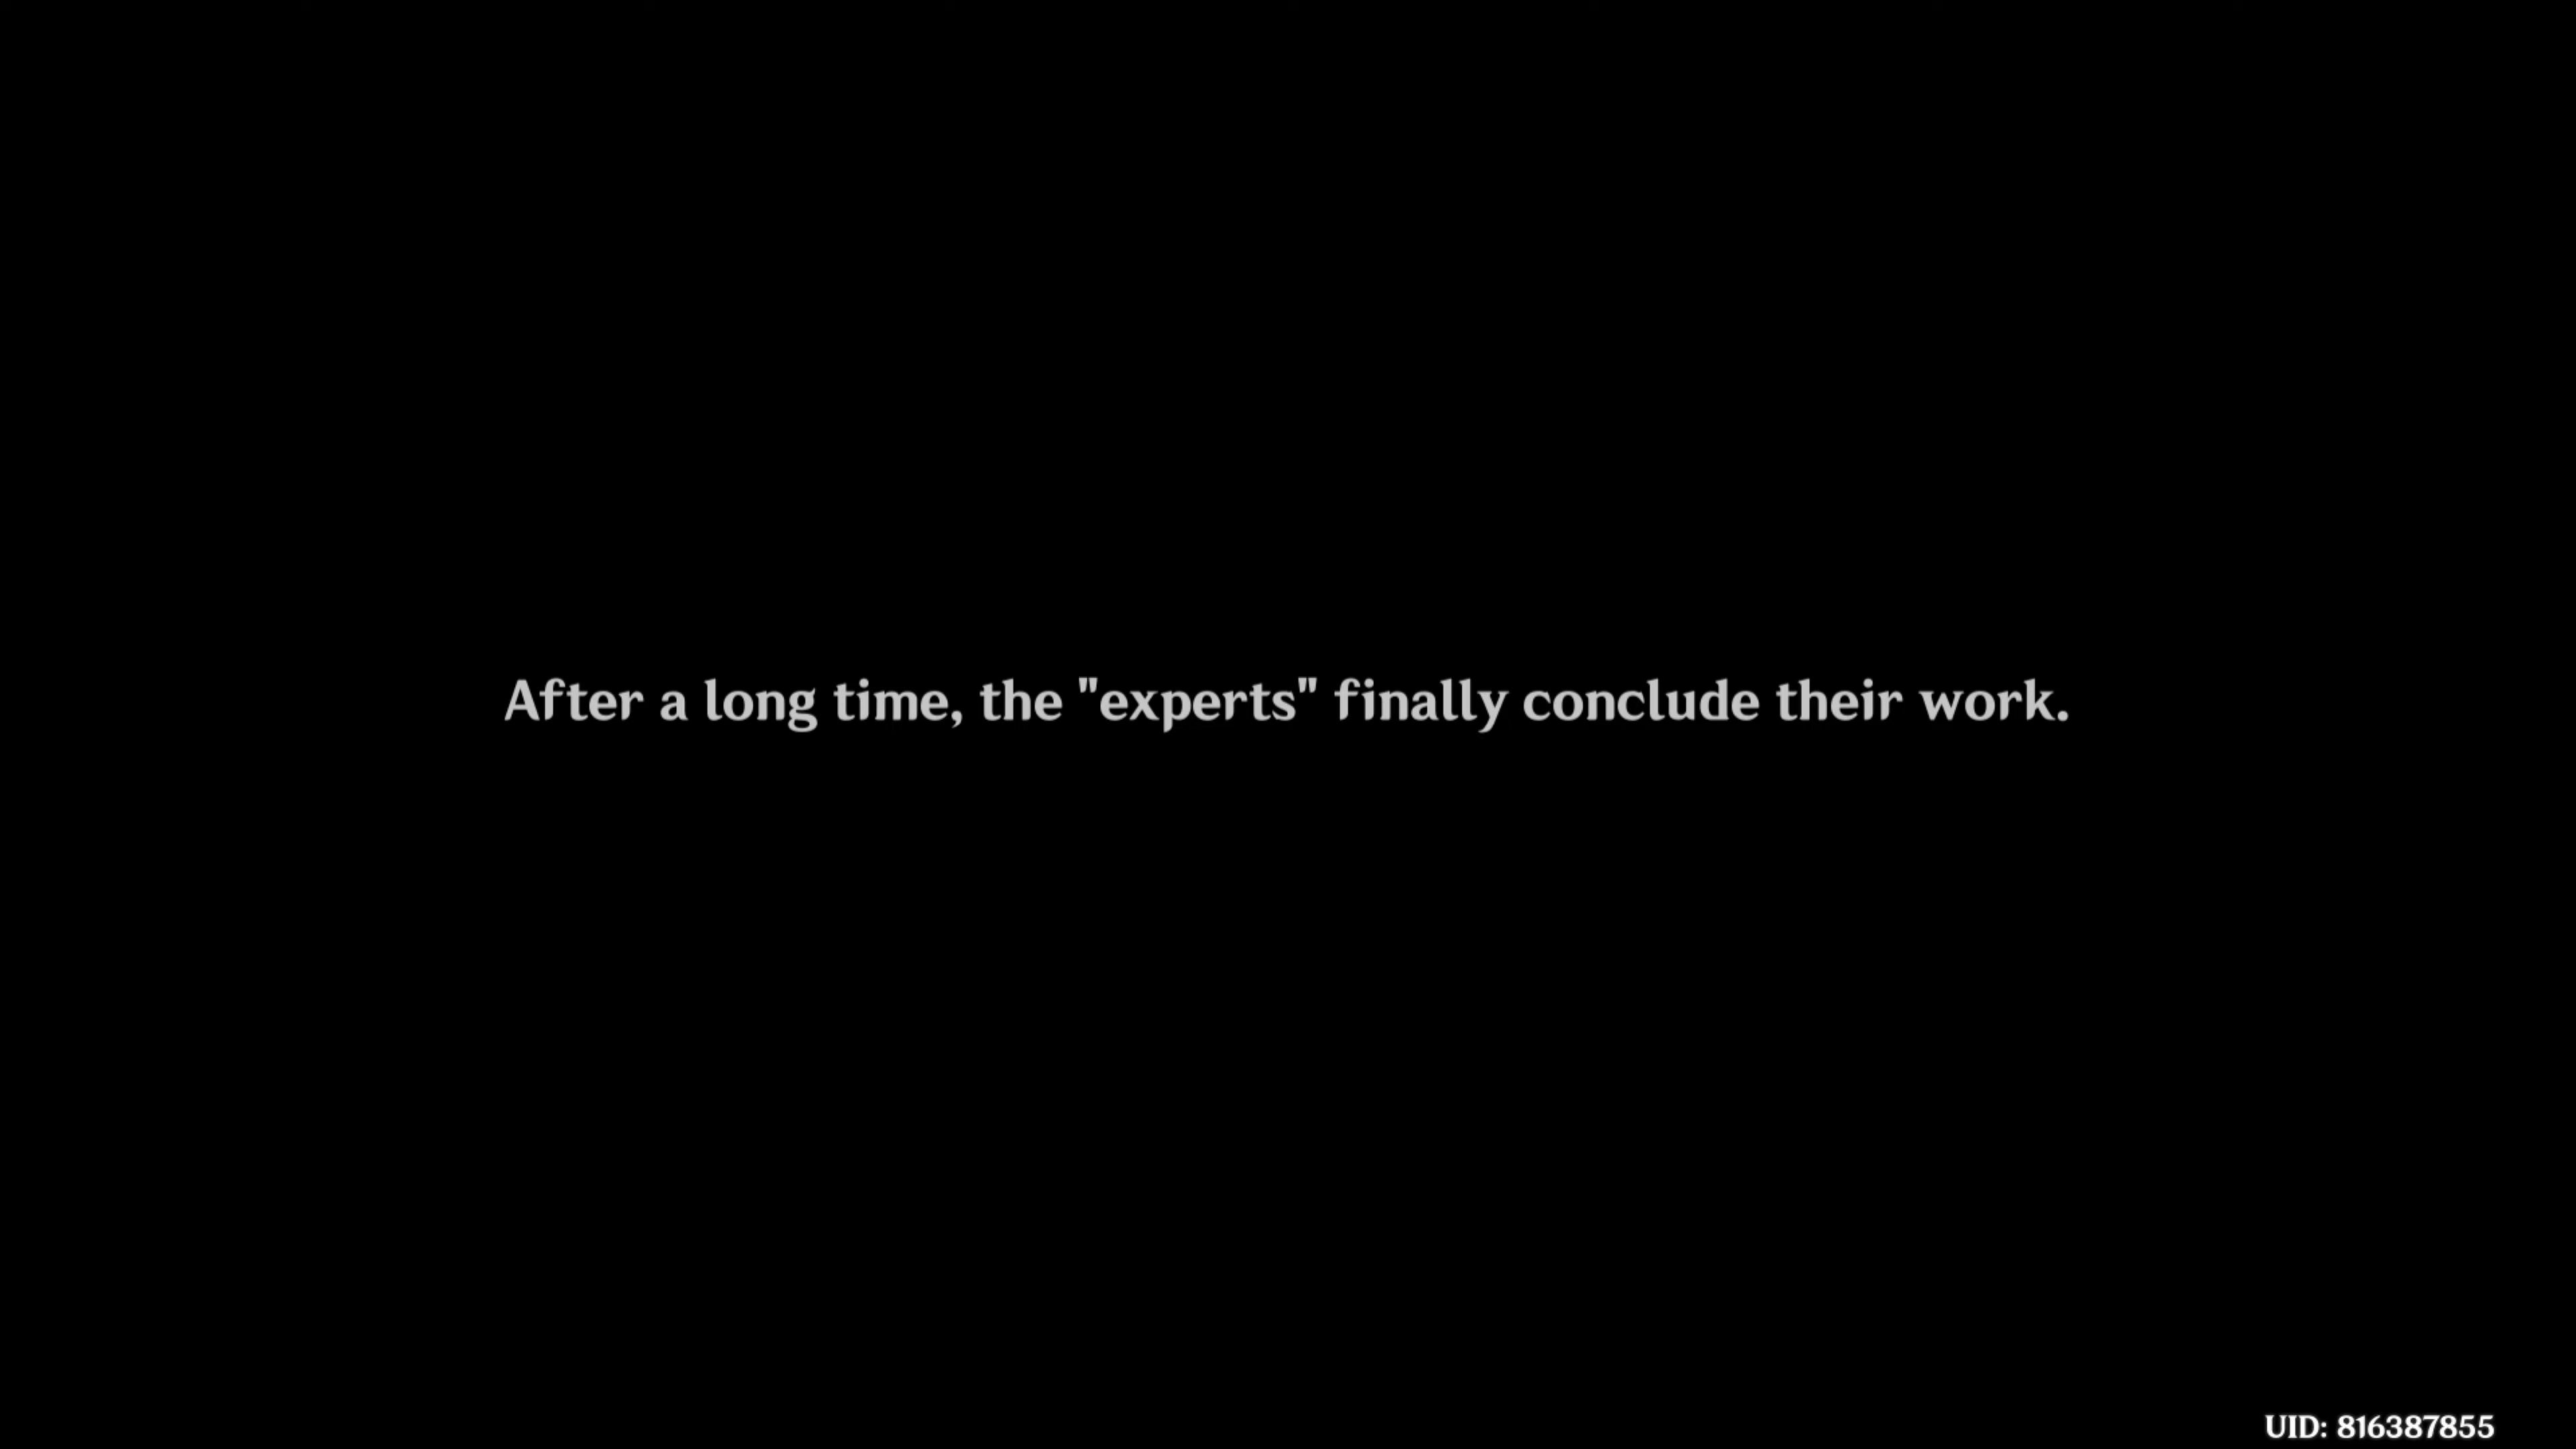 After a long time, the "experts" finally conclude their work.
UID: 816387855